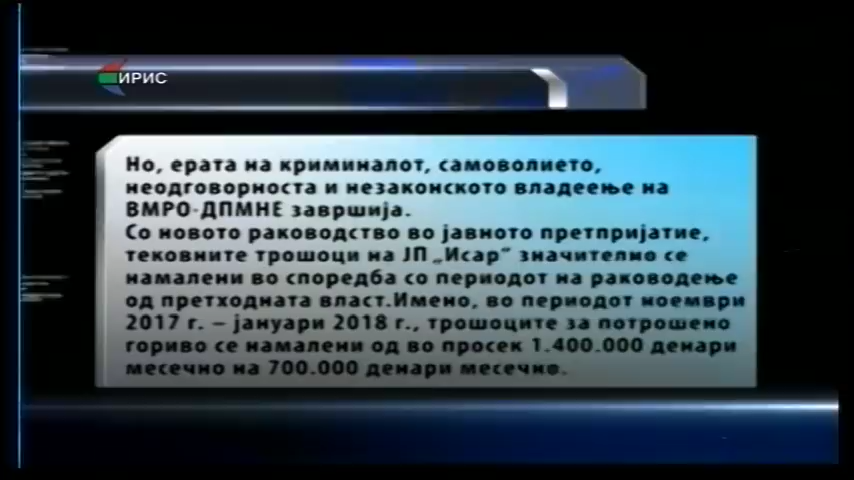 ИРИС
Но, ерата на криминалот, самоволието,
неодговорноста и незаконското владеење на
ВМРО-ДПМНЕ завршија.
Со новото раководство во јавното претпријатие,
тековните трошоци на ЈП „Исар“ значително се
намалени во споредба со периодот на раководење
од претходната власт.Имено, во периодот ноември
2017 г. – јануари 2018 г., трошоците за потрошено
гориво се намалени од во просек 1.400.000 денари
месечно на 700.000 денари месечно.